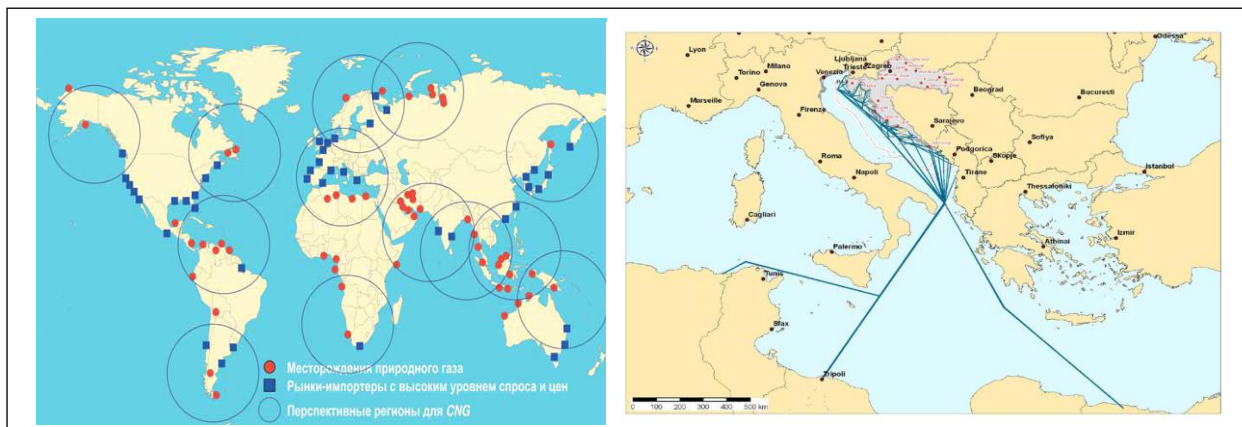 Месторождения природного газа
Рынки-импортеры с высоким уровнем спроса и цен
Перспективные регионы для CNG
Lyon
Milano
Torino
Genova
Marseille
Ljubljana
Trieste
Zagreb
Venezia
Firenze
Beograd
Bucuresti
Odessa
Sarajevo
Sofiya
Podgorica
Skopje
Roma
Napoli
Tirane
Istanbul
Thessaloniki
Cagliari
Palermo
Athinai
Izmir
Tunis
Sfax
Tripoli
0 100 200 300 400 500 km